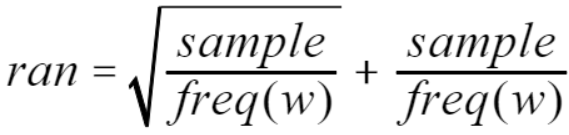 ran = √(sample / freq(w)) + sample / freq(w)